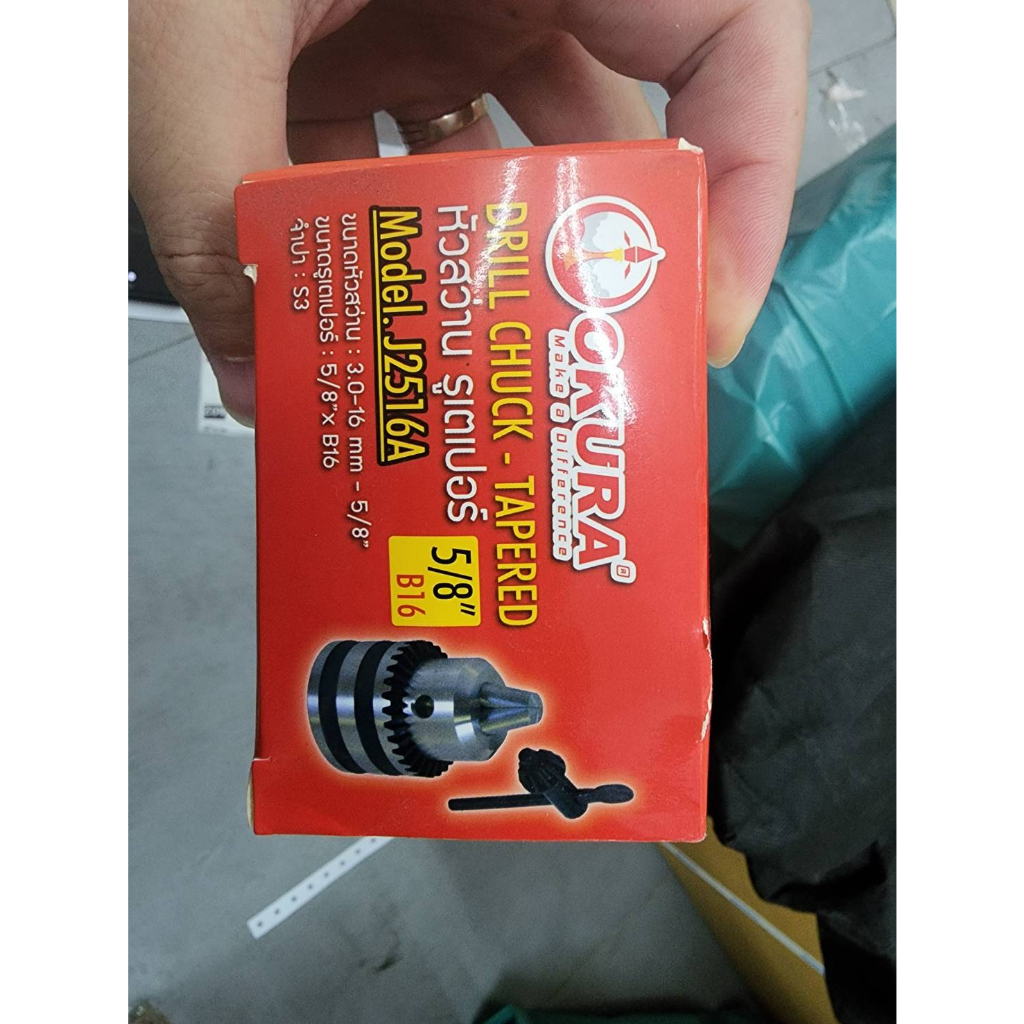 OKURA®
Make a Difference
DRILL CHUCK - TAPERED
หัวสว่าน รูเตเปอร์
Model.J2516A
5/8"
B16
ขนาดหัวสว่าน : 3.0-16 mm - 5/8"
ขนาดรูเตเปอร์ : 5/8"x B16
จำปา : S3